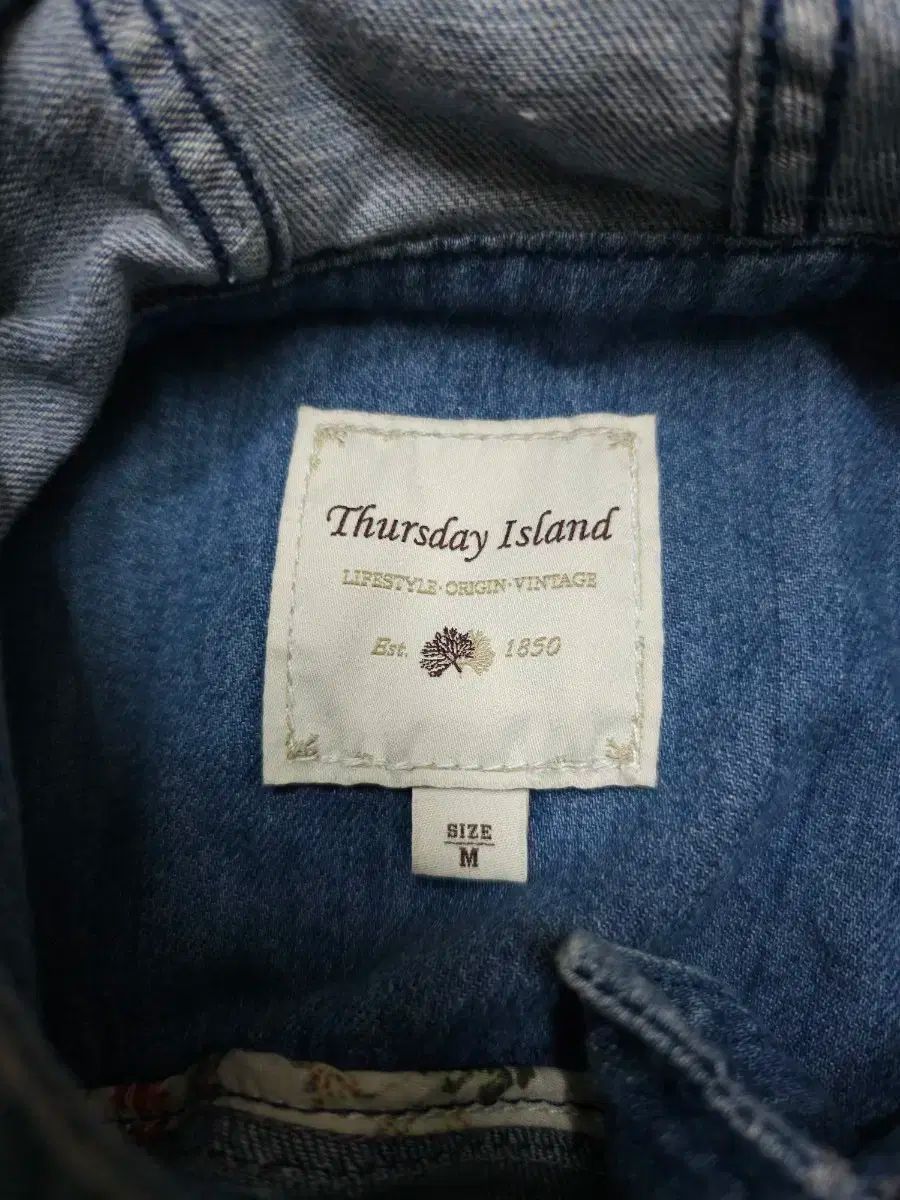 Thursday Island
LIFESTYLE·ORIGIN·VINTAGE
Est. 1850
SIZE
M